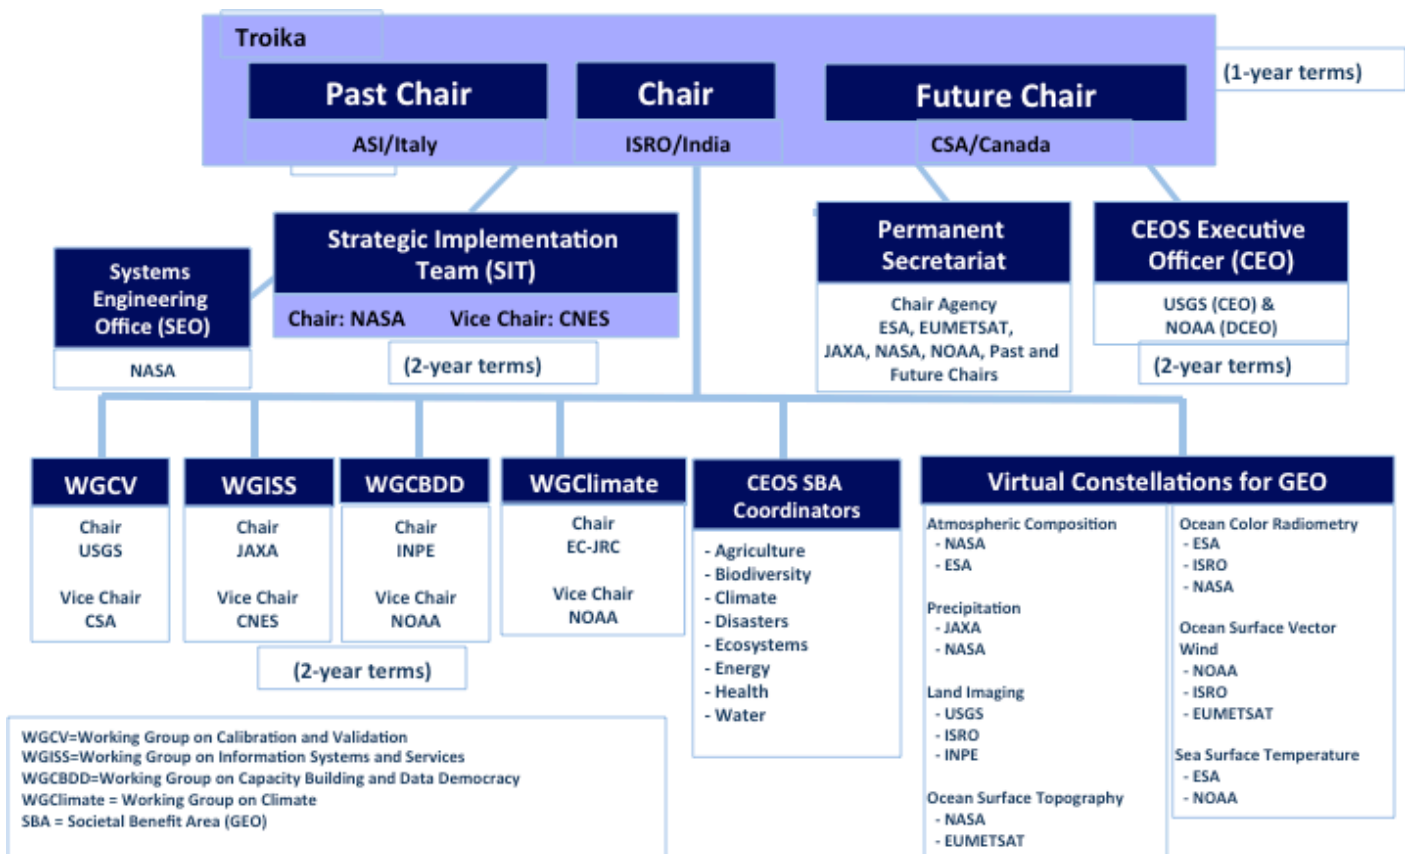 Troika
Past Chair
Chair
Future Chair
(1-year terms)
ASI/Italy
ISRO/India
CSA/Canada
Systems
Engineering
Office (SEO)
NASA
Strategic Implementation
Team (SIT)
Chair: NASA Vice Chair: CNES
(2-year terms)
Permanent
Secretariat
Chair Agency
ESA, EUMETSAT,
JAXA, NASA, NOAA, Past and
Future Chairs
CEOS Executive
Officer (CEO)
USGS (CEO) &
NOAA (DCEO)
(2-year terms)
WGCV
Chair
USGS
Vice Chair
CSA
WGISS
Chair
JAXA
Vice Chair
CNES
WGCBDD
Chair
INPE
Vice Chair
NOAA
WGClimate
Chair
EC-JRC
Vice Chair
NOAA
(2-year terms)
CEOS SBA
Coordinators
- Agriculture
- Biodiversity
- Climate
- Disasters
- Ecosystems
- Energy
- Health
- Water
Virtual Constellations for GEO
Atmospheric Composition
- NASA
- ESA
Precipitation
- JAXA
- NASA
Land Imaging
- USGS
- ISRO
- INPE
Ocean Surface Topography
- NASA
- EUMETSAT
Ocean Color Radiometry
- ESA
- ISRO
- NASA
Ocean Surface Vector
Wind
- NOAA
- ISRO
- EUMETSAT
Sea Surface Temperature
- ESA
- NOAA
WGCV=Working Group on Calibration and Validation
WGISS=Working Group on Information Systems and Services
WGCBDD=Working Group on Capacity Building and Data Democracy
WGClimate = Working Group on Climate
SBA = Societal Benefit Area (GEO)